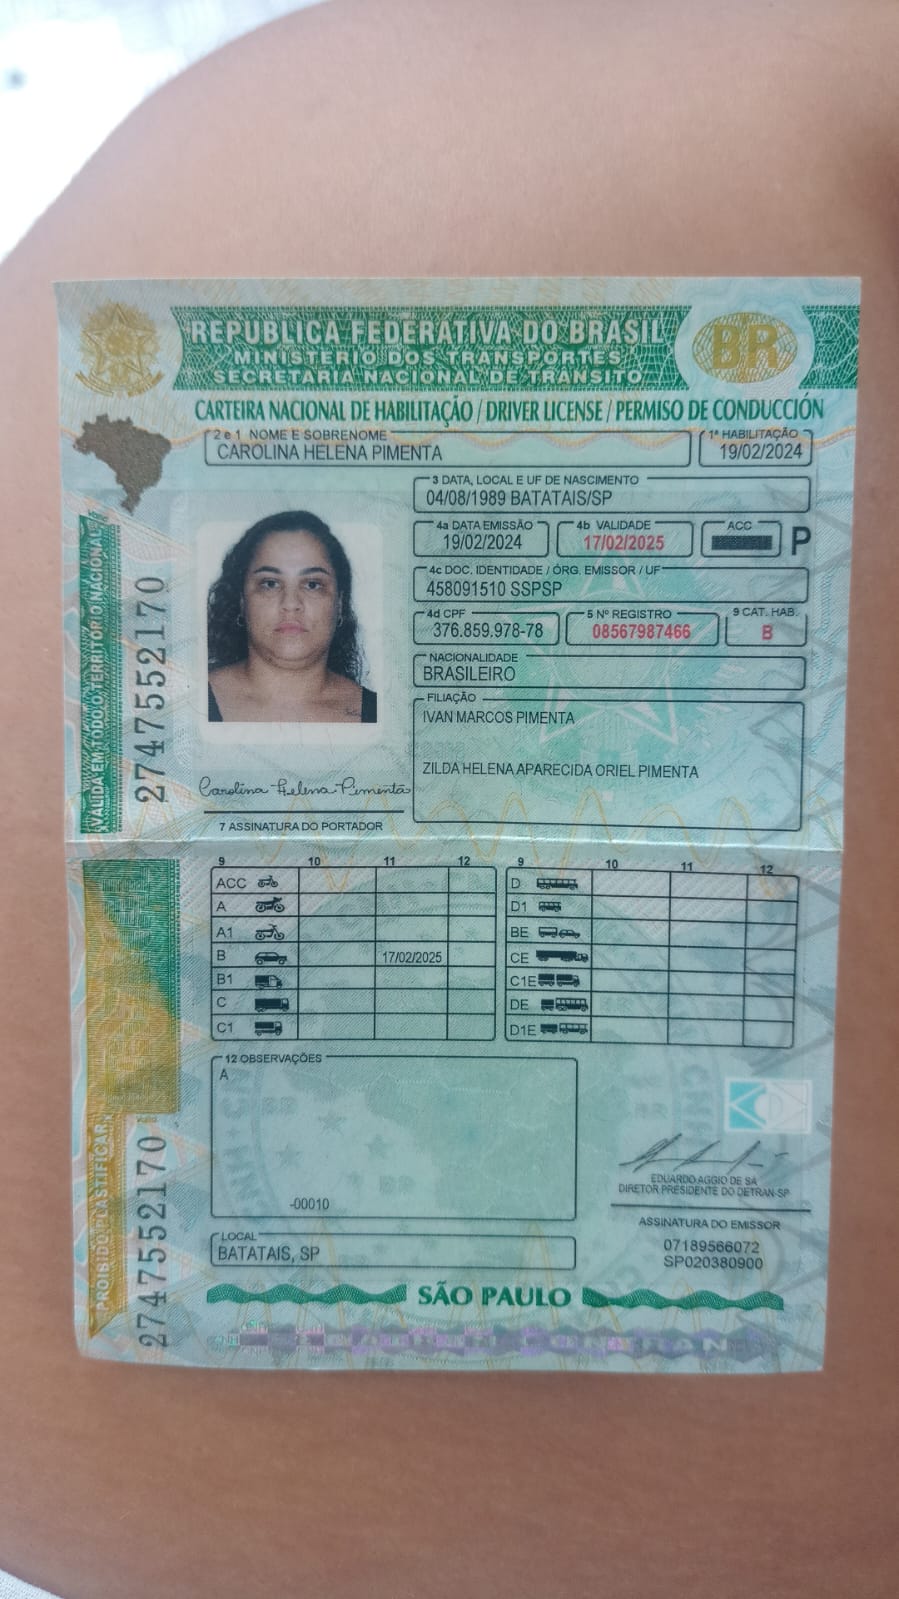 REPÚBLICA FEDERATIVA DO BRASIL
MINISTÉRIO DOS TRANSPORTES
SECRETARIA NACIONAL DE TRÂNSITO
BR
CARTEIRA NACIONAL DE HABILITAÇÃO / DRIVER LICENSE / PERMISO DE CONDUCCIÓN
2 e 1 NOME E SOBRENOME
CAROLINA HELENA PIMENTA
1ª HABILITAÇÃO
19/02/2024
3 DATA, LOCAL E UF DE NASCIMENTO
04/08/1989 BATATAIS/SP
4a DATA EMISSÃO
19/02/2024
4b VALIDADE
17/02/2025
ACC
P
4c DOC. IDENTIDADE / ÓRG. EMISSOR / UF
458091510 SSPSP
4d CPF
376.859.978-78
5 Nº REGISTRO
08567987466
9 CAT. HAB.
B
NACIONALIDADE
BRASILEIRO
FILIAÇÃO
IVAN MARCOS PIMENTA
ZILDA HELENA APARECIDA ORIEL PIMENTA
VÁLIDA EM TODO O TERRITÓRIO NACIONAL
2747552170
Carolina Helena Pimenta
7 ASSINATURA DO PORTADOR
9 10 11 12
ACC
A
A1
B 17/02/2025
B1
C
C1
9 10 11 12
D
D1
BE
CE
C1E
DE
D1E
12 OBSERVAÇÕES
A
-00010
LOCAL
BATATAIS, SP
PROIBIDO PLASTIFICAR
2747552170
EDUARDO AGGIO DE SÁ
DIRETOR PRESIDENTE DO DETRAN-SP
ASSINATURA DO EMISSOR
07189566072
SP020380900
SÃO PAULO